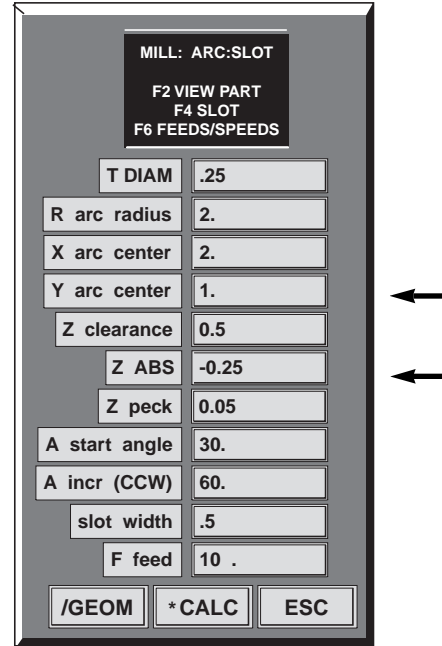 MILL: ARC:SLOT
F2 VIEW PART
F4 SLOT
F6 FEEDS/SPEEDS
T DIAM .25
R arc radius 2.
X arc center 2.
Y arc center 1.
Z clearance 0.5
Z ABS -0.25
Z peck 0.05
A start angle 30.
A incr (CCW) 60.
slot width .5
F feed 10 .
/GEOM *CALC ESC